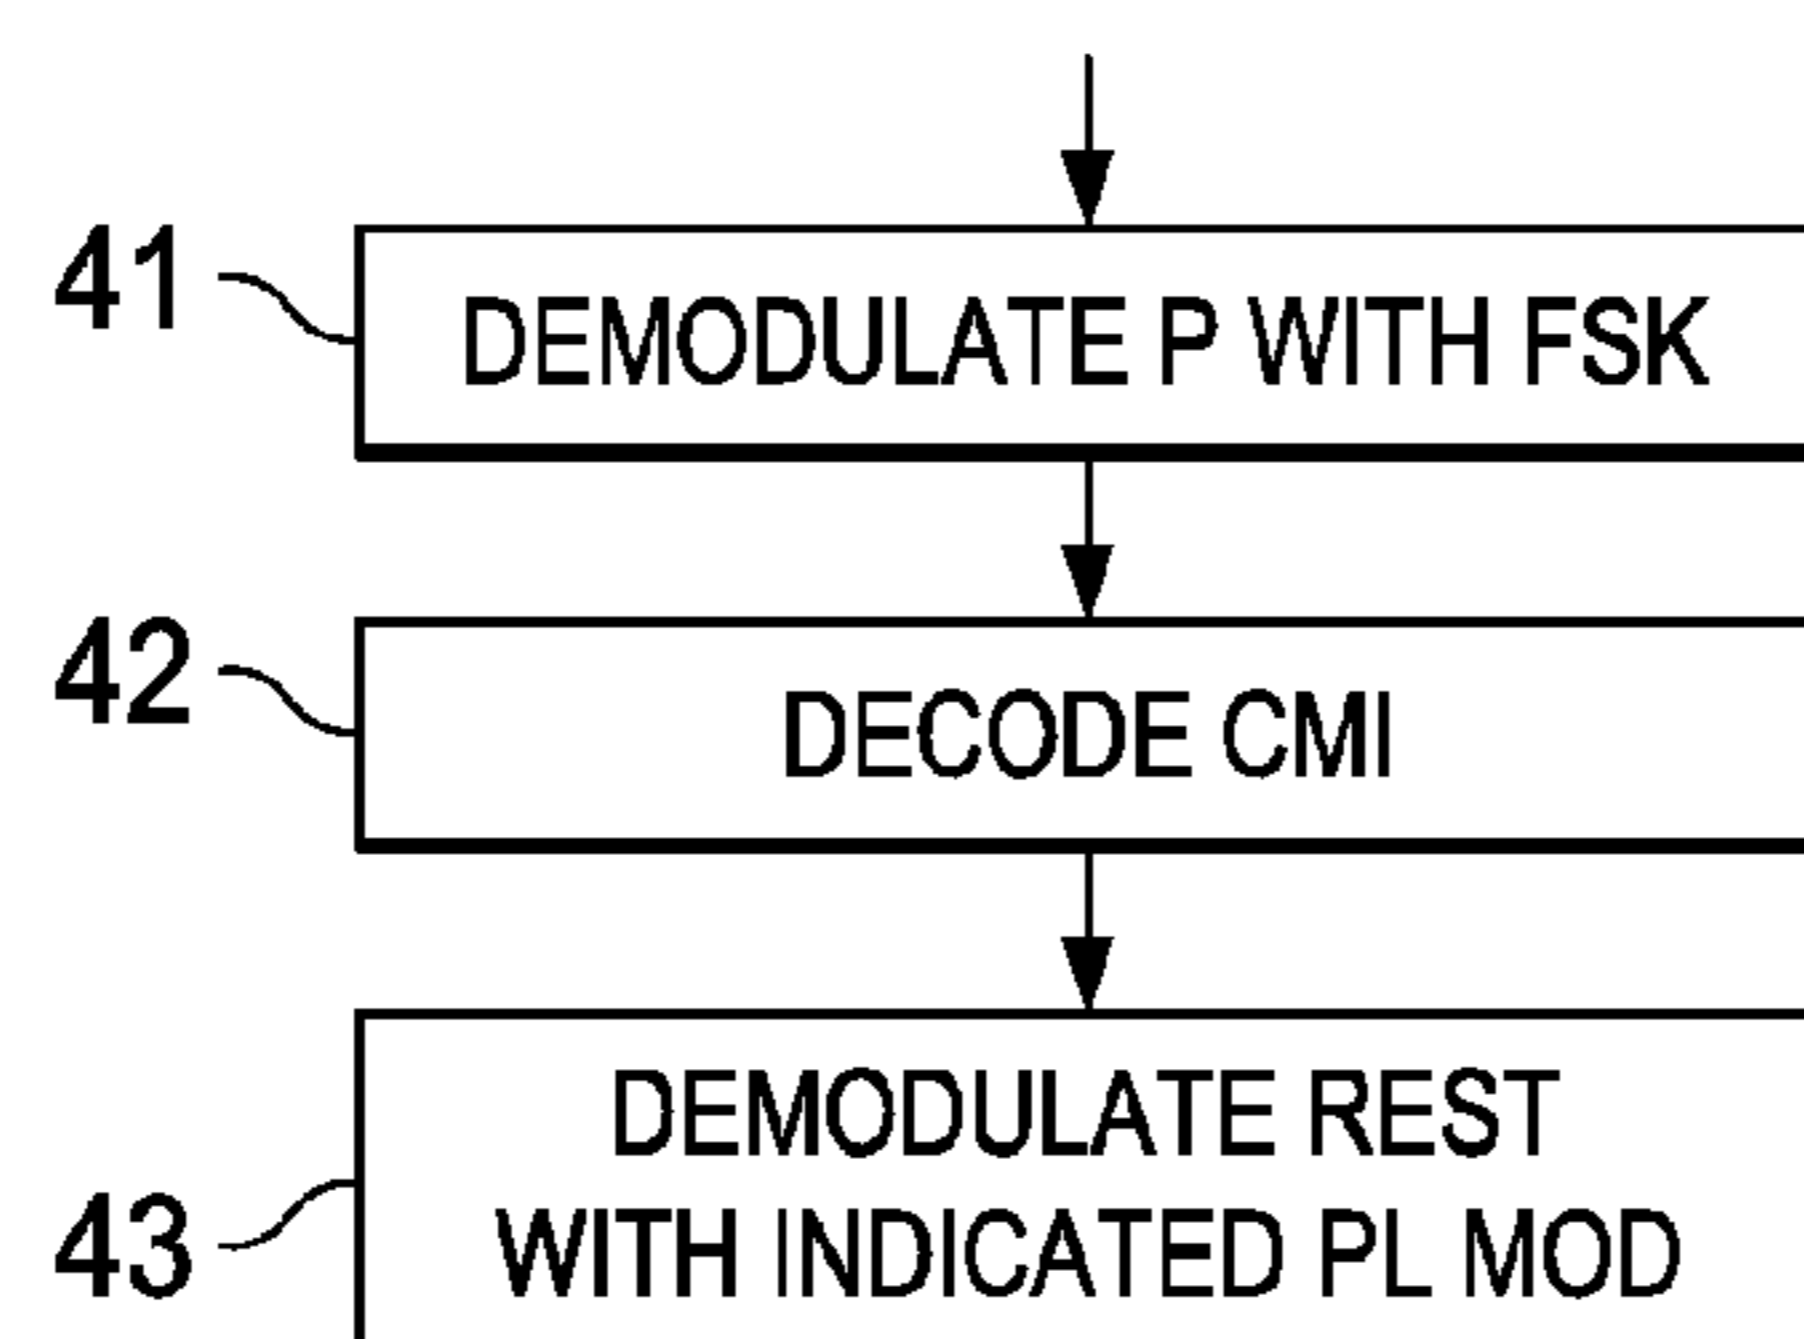 41 DEMODULATE P WITH FSK
42 DECODE CMI
DEMODULATE REST
43 WITH INDICATED PL MOD